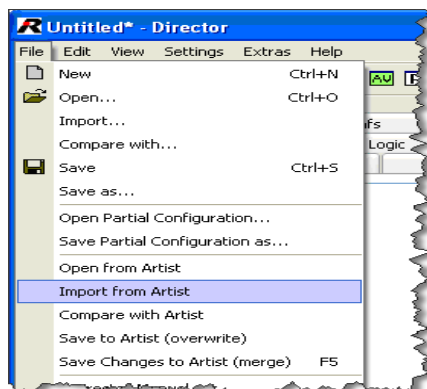 Untitled* - Director
File Edit View Settings Extras Help
New Ctrl+N
Open... Ctrl+O
Import...
Compare with...
Logic
Save Ctrl+S
Save as...
Open Partial Configuration...
Save Partial Configuration as...
Open from Artist
Import from Artist
Compare with Artist
Save to Artist (overwrite)
Save Changes to Artist (merge) F5